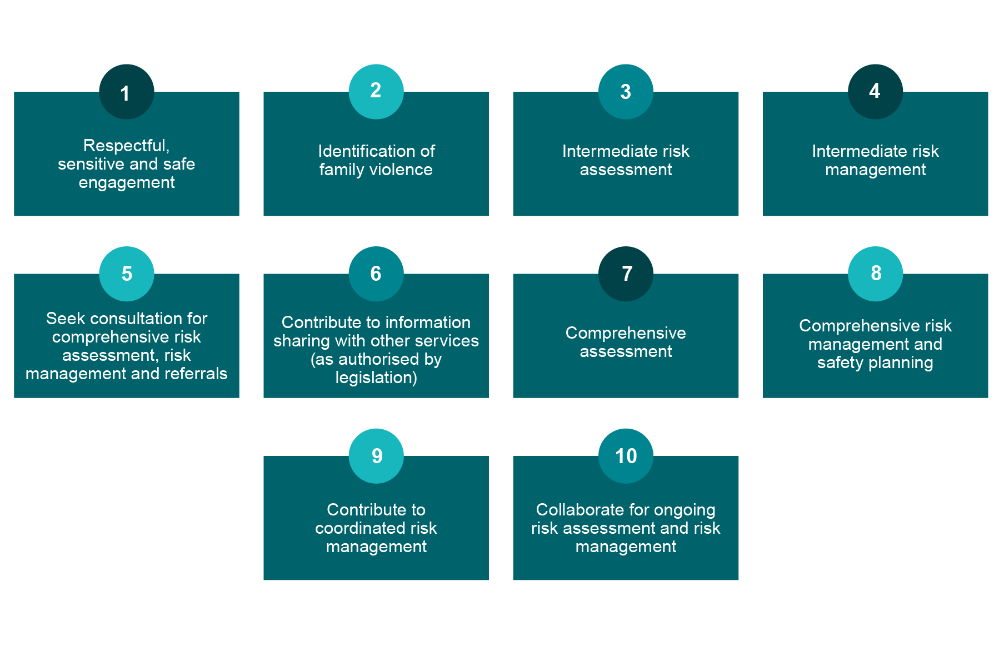 1
Respectful,
sensitive and safe
engagement
2
Identification of
family violence
3
Intermediate risk
assessment
4
Intermediate risk
management
5
Seek consultation for
comprehensive risk
assessment, risk
management and referrals
6
Contribute to information
sharing with other services
(as authorised by
legislation)
7
Comprehensive
assessment
8
Comprehensive risk
management and
safety planning
9
Contribute to
coordinated risk
management
10
Collaborate for ongoing
risk assessment and risk
management